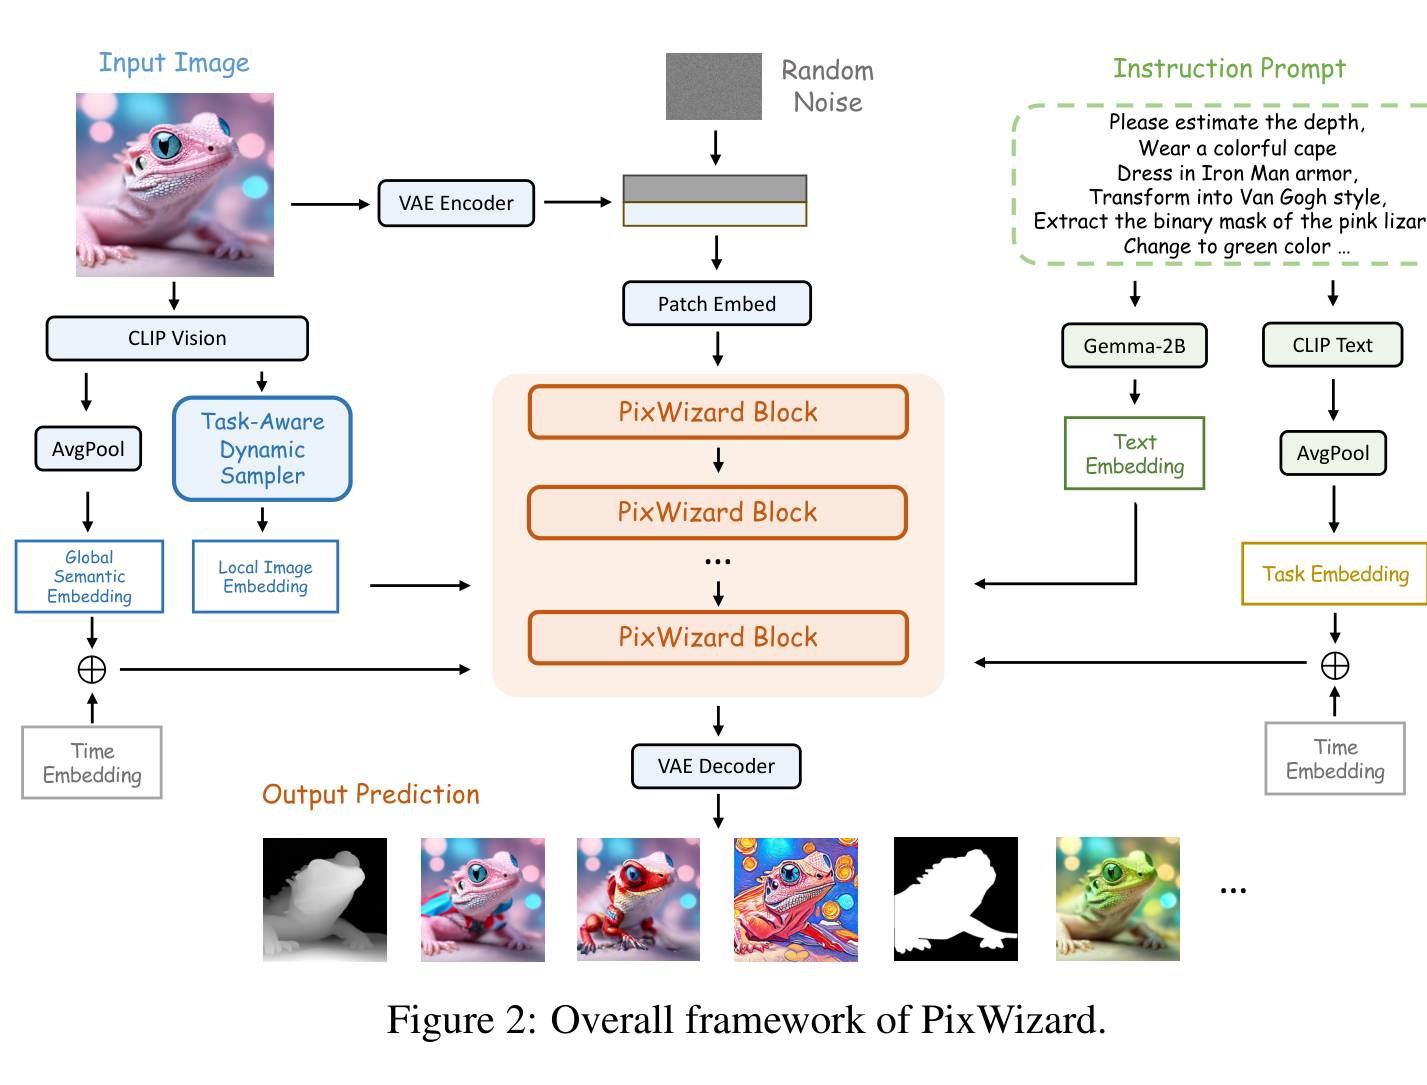 Input Image
Random
Noise
Instruction Prompt
Please estimate the depth,
Wear a colorful cape
Dress in Iron Man armor,
Transform into Van Gogh style,
Extract the binary mask of the pink lizar
Change to green color ...
VAE Encoder
Patch Embed
CLIP Vision
AvgPool
Task-Aware
Dynamic
Sampler
Global
Semantic
Embedding
Local Image
Embedding
Time
Embedding
PixWizard Block
PixWizard Block
...
PixWizard Block
Gemma-2B
CLIP Text
Text
Embedding
AvgPool
Task Embedding
Time
Embedding
VAE Decoder
Output Prediction
...
Figure 2: Overall framework of PixWizard.